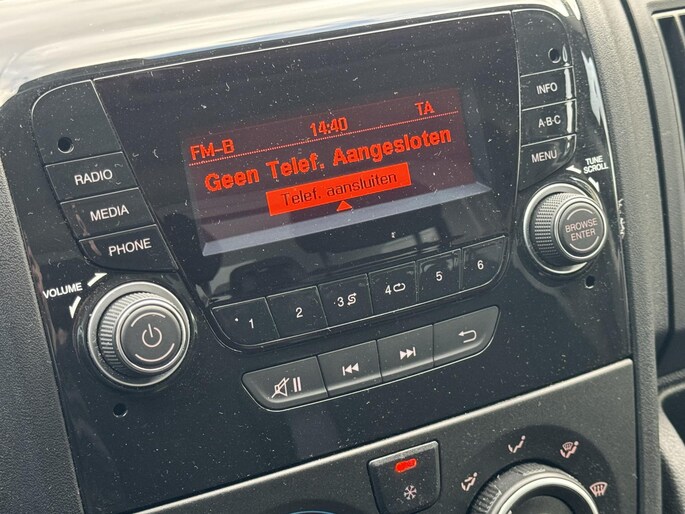 14:40 TA
FM-B
Geen Telef. Aangesloten
Telef. aansluiten
RADIO
MEDIA
PHONE
INFO
A-B-C
MENU
VOLUME
TUNE
SCROLL
BROWSE
ENTER
1 2 3 4 5 6